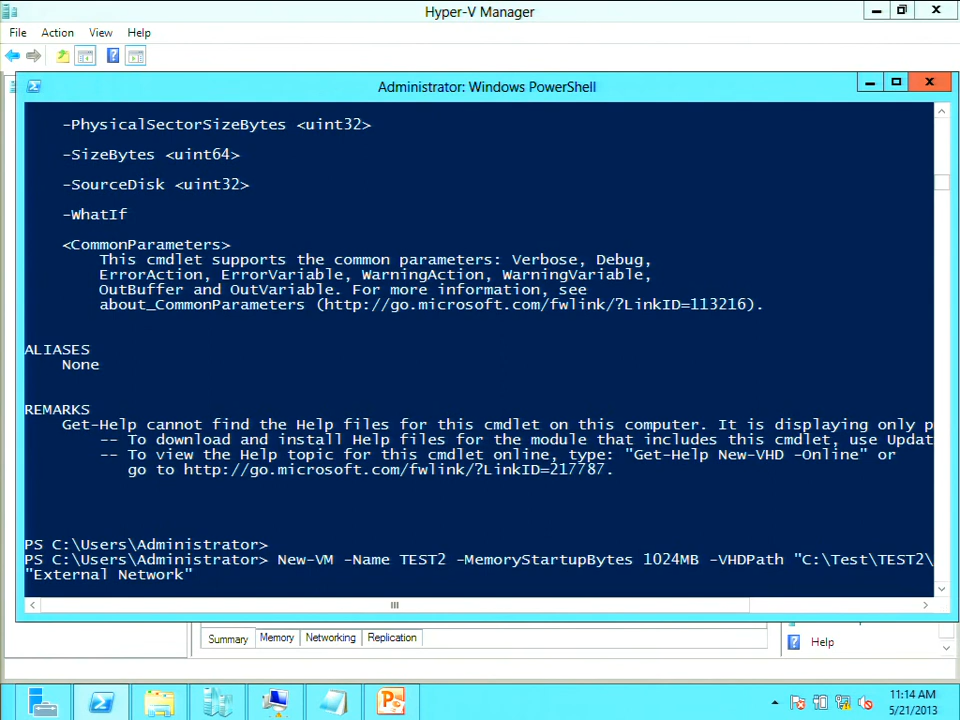 Hyper-V Manager
File Action View Help
Administrator: Windows PowerShell
-PhysicalSectorSizeBytes <uint32>
-SizeBytes <uint64>
-SourceDisk <uint32>
-WhatIf
<CommonParameters>
This cmdlet supports the common parameters: Verbose, Debug,
ErrorAction, ErrorVariable, WarningAction, WarningVariable,
OutBuffer and OutVariable. For more information, see
about_CommonParameters (http://go.microsoft.com/fwlink/?LinkID=113216).
ALIASES
None
REMARKS
Get-Help cannot find the Help files for this cmdlet on this computer. It is displaying only p
-- To download and install Help files for the module that includes this cmdlet, use Updat
-- To view the Help topic for this cmdlet online, type: "Get-Help New-VHD -Online" or
go to http://go.microsoft.com/fwlink/?LinkID=217787.
PS C:\Users\Administrator>
PS C:\Users\Administrator> New-VM -Name TEST2 -MemoryStartupBytes 1024MB -VHDPath "C:\Test\TEST2\
"External Network"
Summary Memory Networking Replication
Help
11:14 AM
5/21/2013